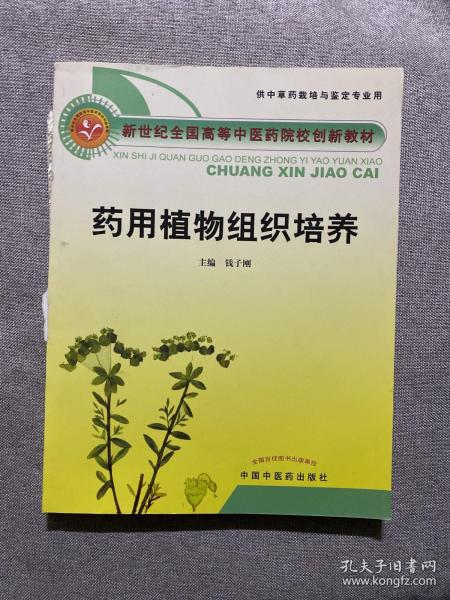 供中草药栽培与鉴定专业用
新世纪全国高等中医药院校创新教材
XIN SHI JI QUAN GUO GAO DENG ZHONG YI YAO YUAN XIAO
CHUANG XIN JIAO CAI
药用植物组织培养
主编 钱子刚
全国百佳图书出版单位
中国中医药出版社
孔夫子旧书网
www.kongfz.com